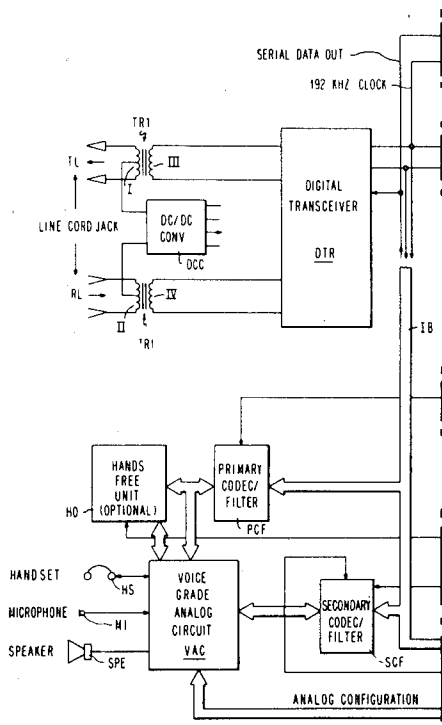 SERIAL DATA OUT
192 KHZ CLOCK
TR1
TL
I
III
DIGITAL
TRANSCEIVER
DTR
LINE CORD JACK
DC/DC
CONV
DCC
RL
II
IV
TR1
IB
HANDS
FREE
UNIT
(OPTIONAL)
HO
PRIMARY
CODEC/
FILTER
PCF
HANDSET
HS
MICROPHONE
MI
SPEAKER
SPE
VOICE
GRADE
ANALOG
CIRCUIT
VAC
SECONDARY
CODEC/
FILTER
SCF
ANALOG CONFIGURATION